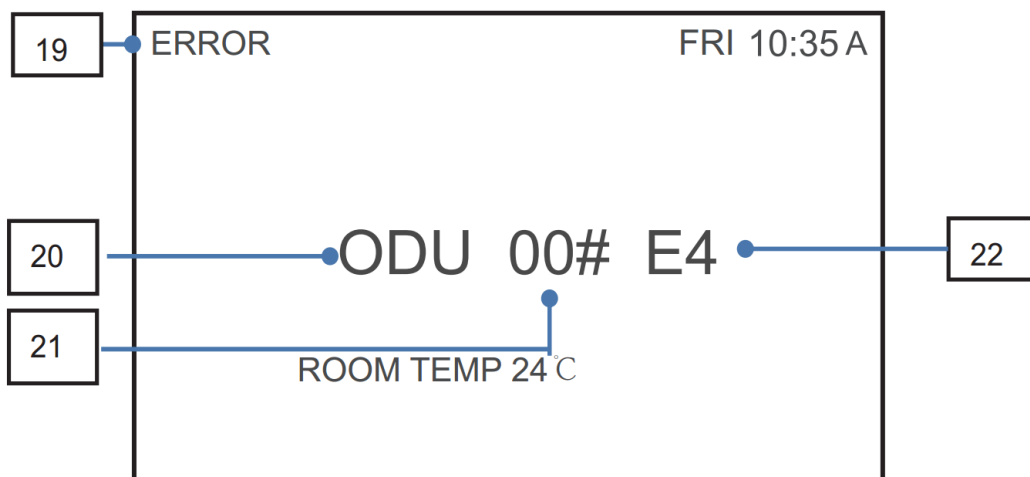 19
ERROR
FRI 10:35 A
20
ODU 00# E4
22
21
ROOM TEMP 24℃